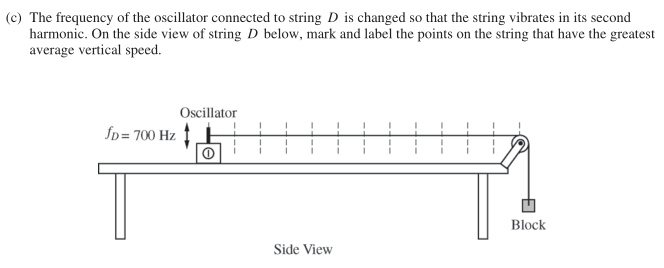 (c) The frequency of the oscillator connected to string D is changed so that the string vibrates in its second
harmonic. On the side view of string D below, mark and label the points on the string that have the greatest
average vertical speed.
Oscillator
fD = 700 Hz
Block
Side View